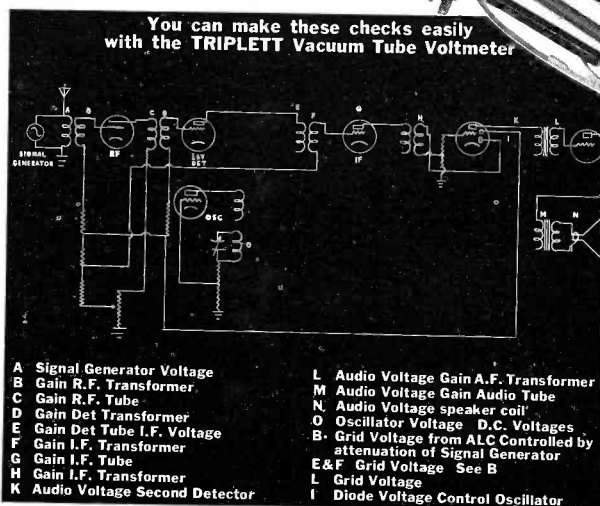 You can make these checks easily
with the TRIPLETT Vacuum Tube Voltmeter
A B C B E F G N K L
I
SIGNAL
GENERATOR
RF
1ST
DET
IF
OSC
O
M N
A Signal Generator Voltage
B Gain R.F. Transformer
C Gain R.F. Tube
D Gain Det Transformer
E Gain Det Tube I.F. Voltage
F Gain I.F. Transformer
G Gain I.F. Tube
H Gain I.F. Transformer
K Audio Voltage Second Detector
L Audio Voltage Gain A.F. Transformer
M Audio Voltage Gain Audio Tube
N Audio Voltage speaker coil
O Oscillator Voltage D.C. Voltages
B. Grid Voltage from ALC Controlled by
attenuation of Signal Generator
E&F Grid Voltage See B
L Grid Voltage
I Diode Voltage Control Oscillator